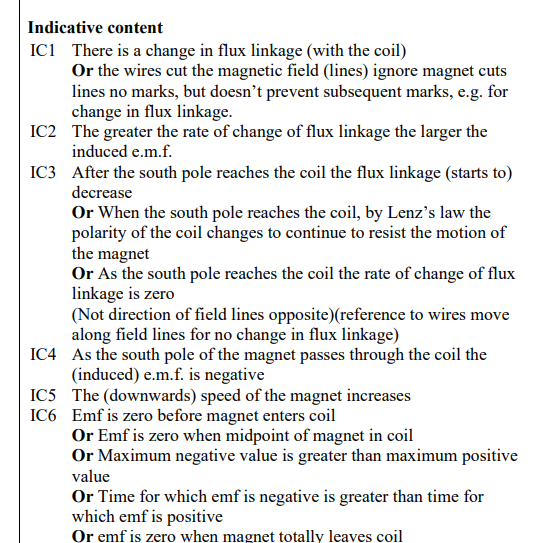 Indicative content
IC1 There is a change in flux linkage (with the coil)
Or the wires cut the magnetic field (lines) ignore magnet cuts
lines no marks, but doesn’t prevent subsequent marks, e.g. for
change in flux linkage.
IC2 The greater the rate of change of flux linkage the larger the
induced e.m.f.
IC3 After the south pole reaches the coil the flux linkage (starts to)
decrease
Or When the south pole reaches the coil, by Lenz’s law the
polarity of the coil changes to continue to resist the motion of
the magnet
Or As the south pole reaches the coil the rate of change of flux
linkage is zero
(Not direction of field lines opposite)(reference to wires move
along field lines for no change in flux linkage)
IC4 As the south pole of the magnet passes through the coil the
(induced) e.m.f. is negative
IC5 The (downwards) speed of the magnet increases
IC6 Emf is zero before magnet enters coil
Or Emf is zero when midpoint of magnet in coil
Or Maximum negative value is greater than maximum positive
value
Or Time for which emf is negative is greater than time for
which emf is positive
Or emf is zero when magnet totally leaves coil